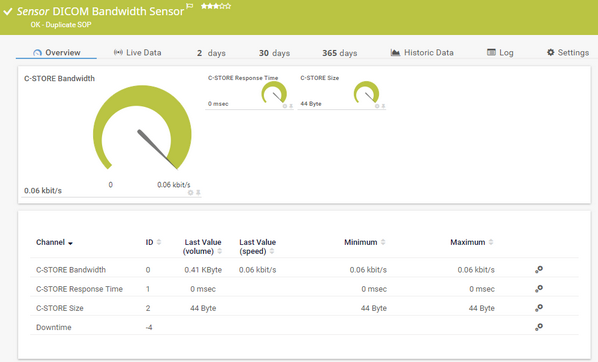 Sensor DICOM Bandwidth Sensor
OK - Duplicate SOP
Overview Live Data 2 days 30 days 365 days Historic Data Log Settings
C-STORE Bandwidth
0
0.06 kbit/s
0.06 kbit/s
C-STORE Response Time
0 msec
C-STORE Size
44 Byte
Channel ID Last Value (volume) Last Value (speed) Minimum Maximum
C-STORE Bandwidth 0 0.41 KByte 0.06 kbit/s 0.06 kbit/s 0.06 kbit/s
C-STORE Response Time 1 0 msec 0 msec 0 msec
C-STORE Size 2 44 Byte 44 Byte 44 Byte
Downtime -4